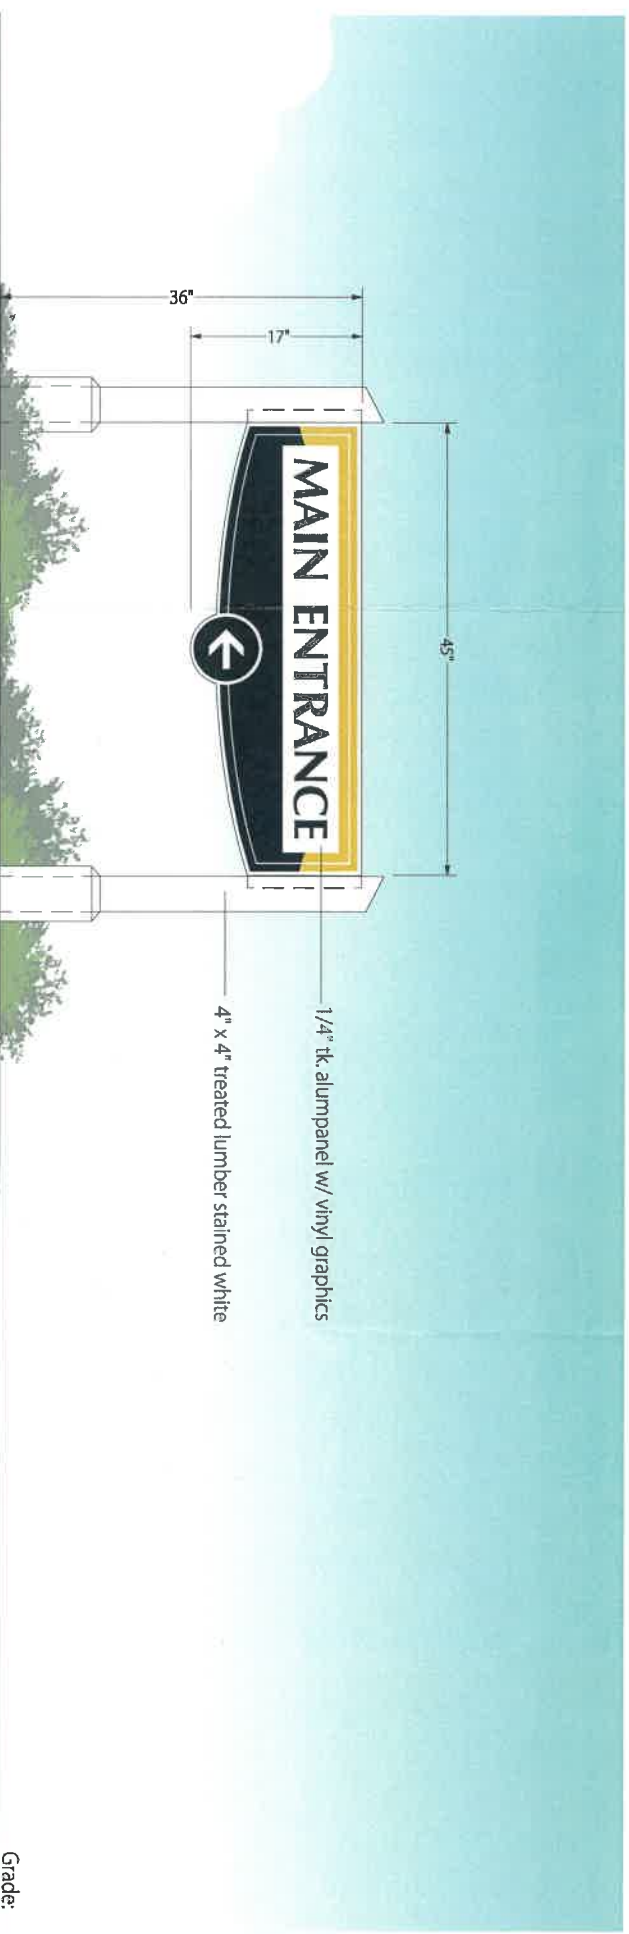 45"
36"
17"
MAIN ENTRANCE
1/4" tk. alumpanel w/ vinyl graphics
4" x 4" treated lumber stained white
Grade: